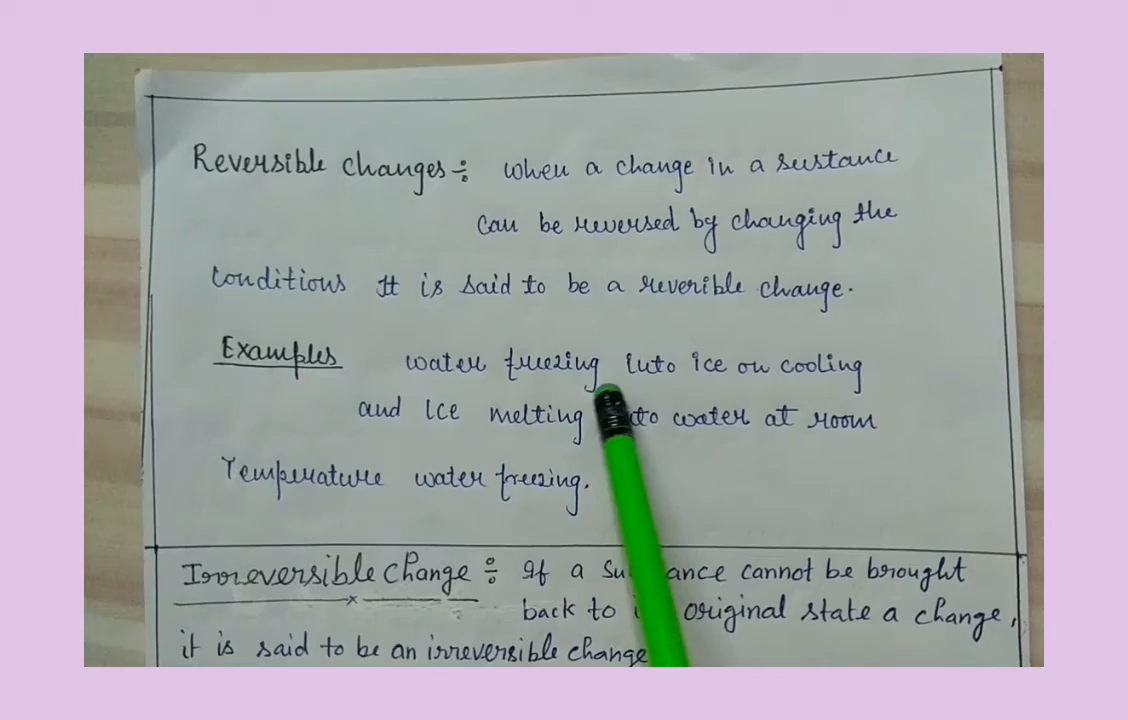 Reversible changes ÷ when a change in a sustance
can be reversed by changing the
conditions It is said to be a reverible change.
Examples water freezing into ice on cooling
and Ice melting to water at room
Temperature water freezing.
Irreversible change ÷ If a su ance cannot be brought
back to original state a change,
it is said to be an irreversible change